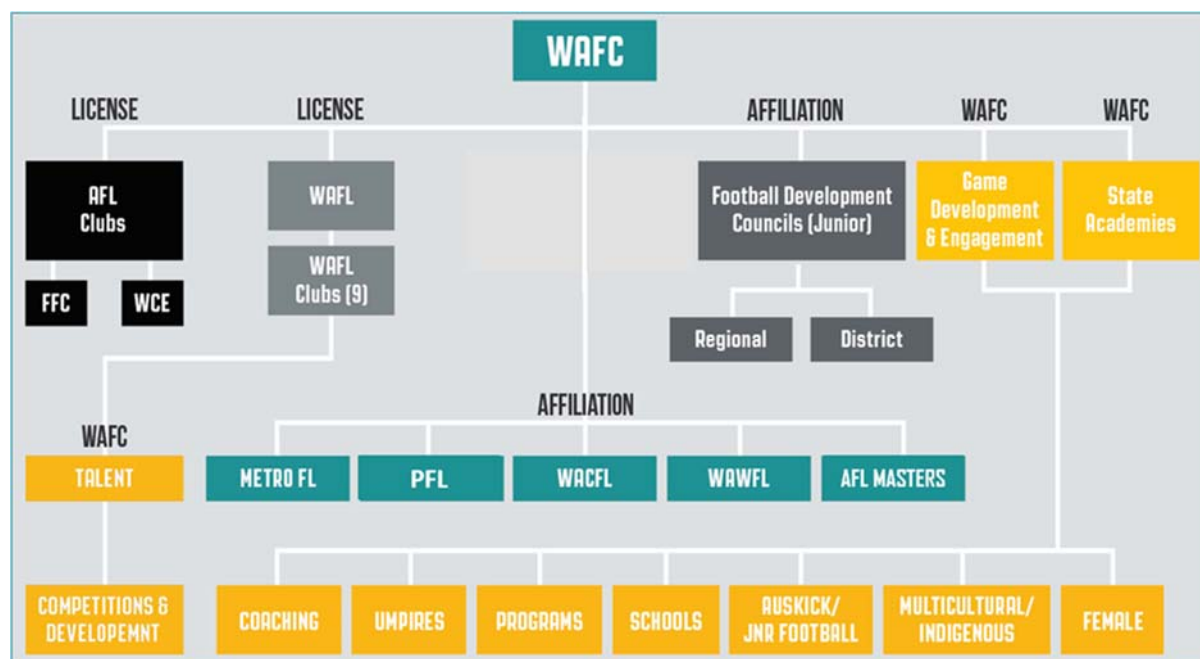 WAFC
LICENSE
LICENSE
AFFILIATION
WAFC
WAFC
AFL
Clubs
WAFL
Football Development
Councils (Junior)
Game
Development
& Engagement
State
Academies
FFC
WCE
WAFL
Clubs (9)
Regional
District
AFFILIATION
WAFC
TALENT
METRO FL
PFL
WACFL
WAWFL
AFL MASTERS
COMPETITIONS &
DEVELOPEMNT
COACHING
UMPIRES
PROGRAMS
SCHOOLS
AUSKICK/
JNR FOOTBALL
MULTICULTURAL/
INDIGENOUS
FEMALE